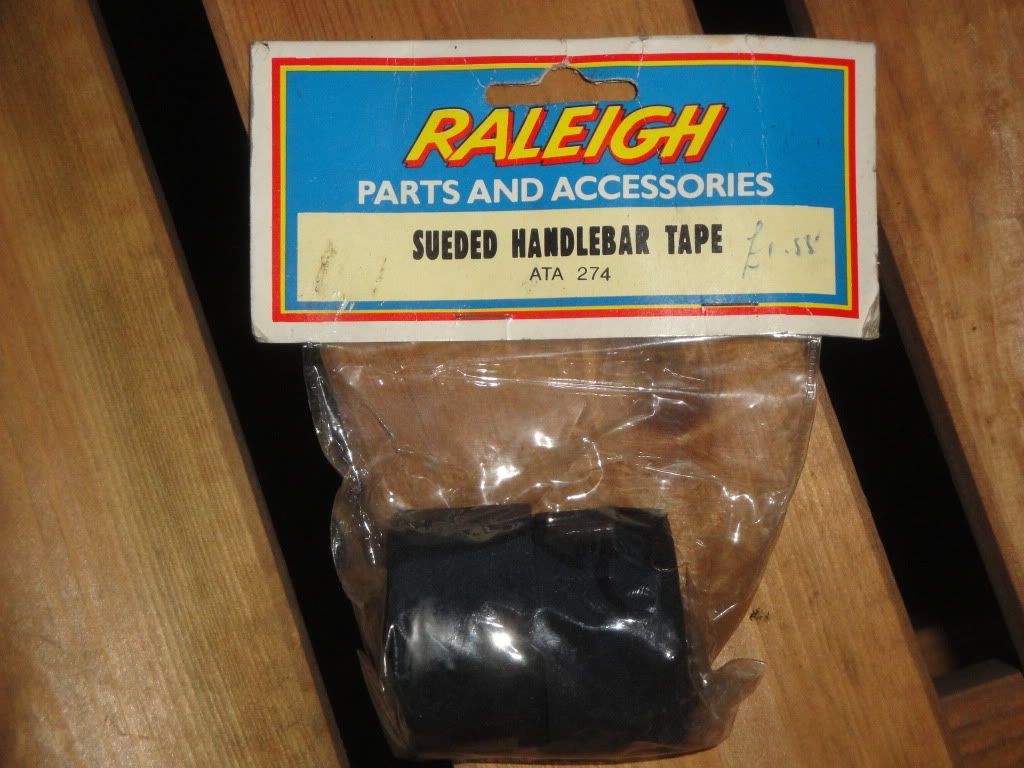 RALEIGH
PARTS AND ACCESSORIES
SUEDED HANDLEBAR TAPE £1.55
ATA 274